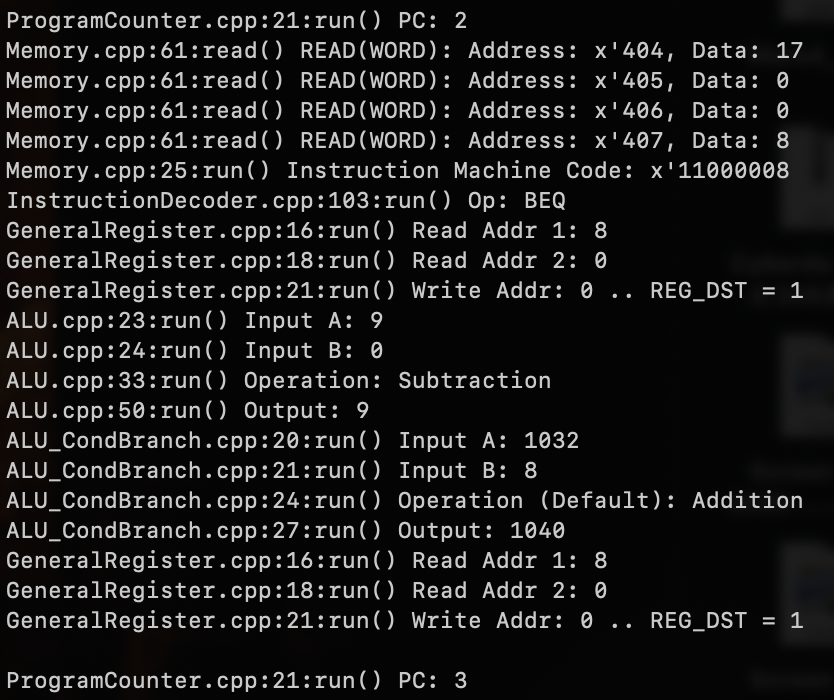 ProgramCounter.cpp:21:run() PC: 2
Memory.cpp:61:read() READ(WORD): Address: x'404, Data: 17
Memory.cpp:61:read() READ(WORD): Address: x'405, Data: 0
Memory.cpp:61:read() READ(WORD): Address: x'406, Data: 0
Memory.cpp:61:read() READ(WORD): Address: x'407, Data: 8
Memory.cpp:25:run() Instruction Machine Code: x'11000008
InstructionDecoder.cpp:103:run() Op: BEQ
GeneralRegister.cpp:16:run() Read Addr 1: 8
GeneralRegister.cpp:18:run() Read Addr 2: 0
GeneralRegister.cpp:21:run() Write Addr: 0 .. REG_DST = 1
ALU.cpp:23:run() Input A: 9
ALU.cpp:24:run() Input B: 0
ALU.cpp:33:run() Operation: Subtraction
ALU.cpp:50:run() Output: 9
ALU_CondBranch.cpp:20:run() Input A: 1032
ALU_CondBranch.cpp:21:run() Input B: 8
ALU_CondBranch.cpp:24:run() Operation (Default): Addition
ALU_CondBranch.cpp:27:run() Output: 1040
GeneralRegister.cpp:16:run() Read Addr 1: 8
GeneralRegister.cpp:18:run() Read Addr 2: 0
GeneralRegister.cpp:21:run() Write Addr: 0 .. REG_DST = 1
ProgramCounter.cpp:21:run() PC: 3